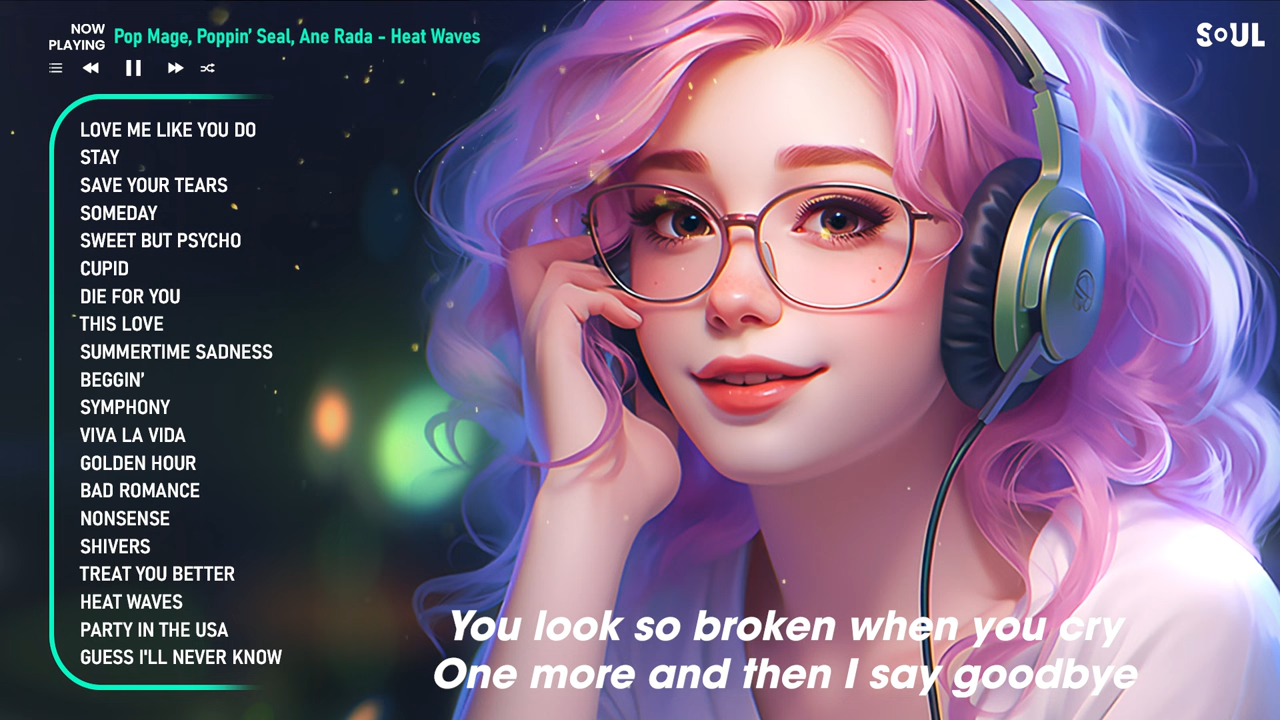 NOW
PLAYING
Pop Mage, Poppin' Seal, Ane Rada - Heat Waves
SOUL
LOVE ME LIKE YOU DO
STAY
SAVE YOUR TEARS
SOMEDAY
SWEET BUT PSYCHO
CUPID
DIE FOR YOU
THIS LOVE
SUMMERTIME SADNESS
BEGGIN'
SYMPHONY
VIVA LA VIDA
GOLDEN HOUR
BAD ROMANCE
NONSENSE
SHIVERS
TREAT YOU BETTER
HEAT WAVES
PARTY IN THE USA
GUESS I'LL NEVER KNOW
You look so broken when you cry
One more and then I say goodbye